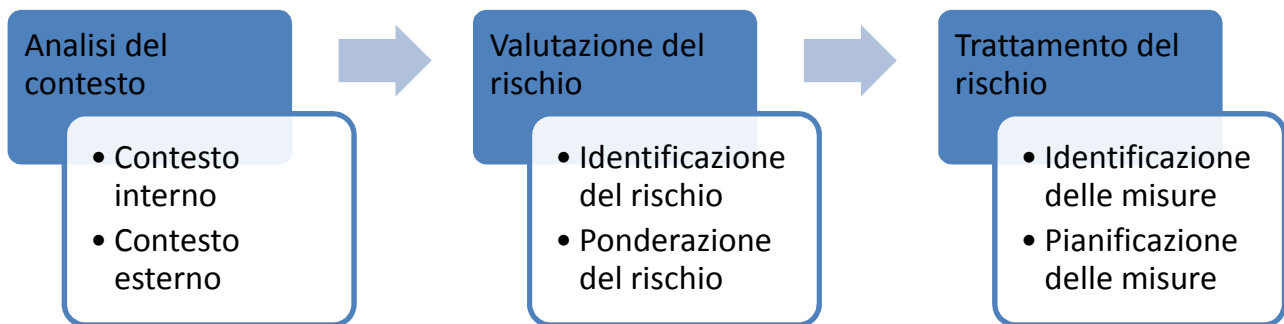 Analisi del
contesto
• Contesto
interno
• Contesto
esterno
Valutazione del
rischio
• Identificazione
del rischio
• Ponderazione
del rischio
Trattamento del
rischio
• Identificazione
delle misure
• Pianificazione
delle misure